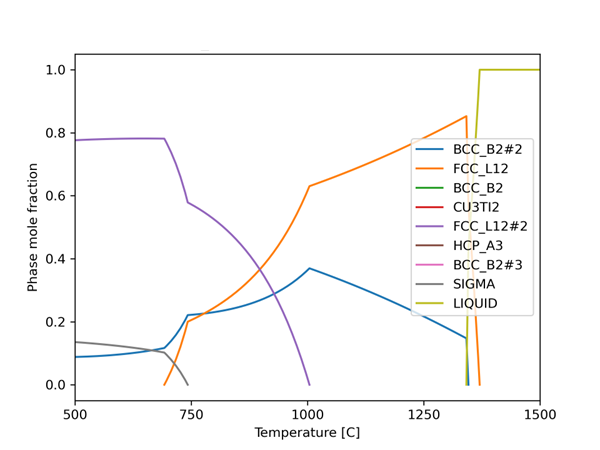 1.0
0.8
0.6
0.4
0.2
0.0
Phase mole fraction
500
750
1000
1250
1500
Temperature [C]
BCC_B2#2
FCC_L12
BCC_B2
CU3TI2
FCC_L12#2
HCP_A3
BCC_B2#3
SIGMA
LIQUID